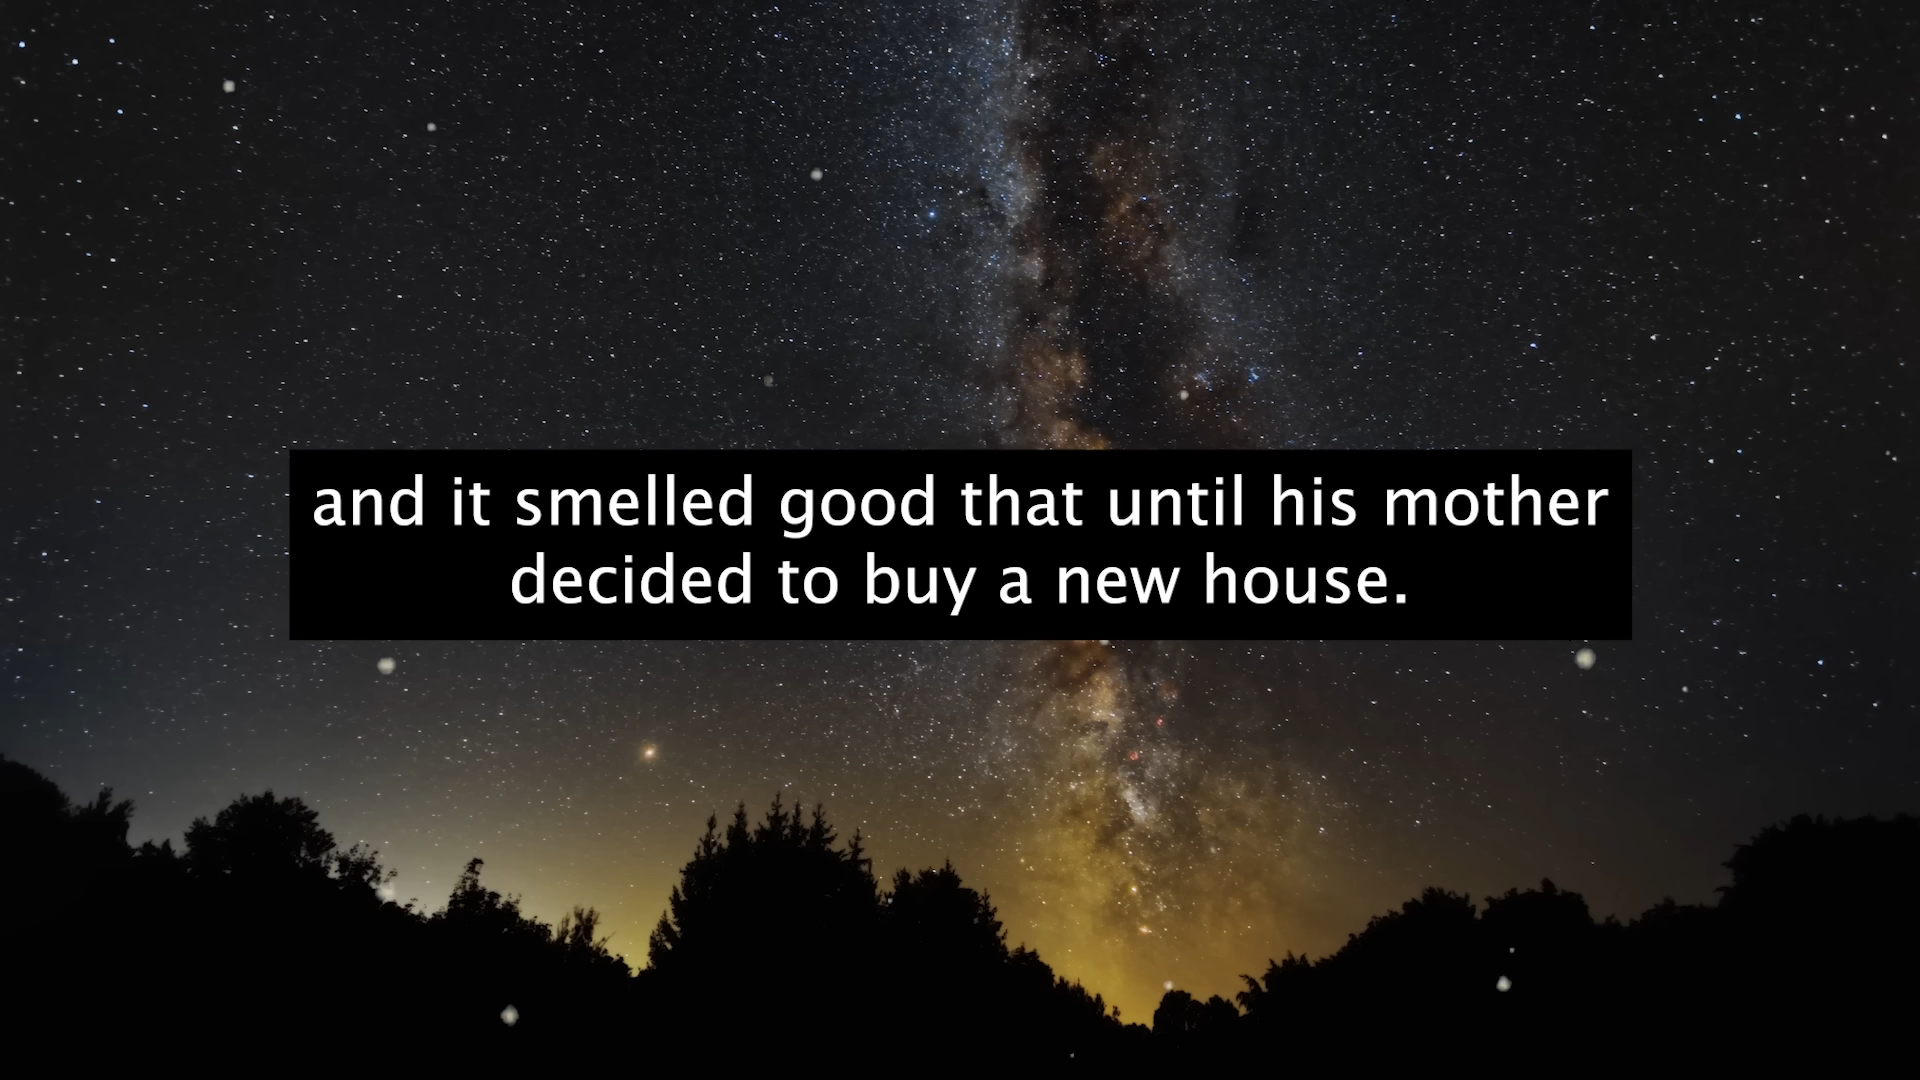 and it smelled good that until his mother
decided to buy a new house.